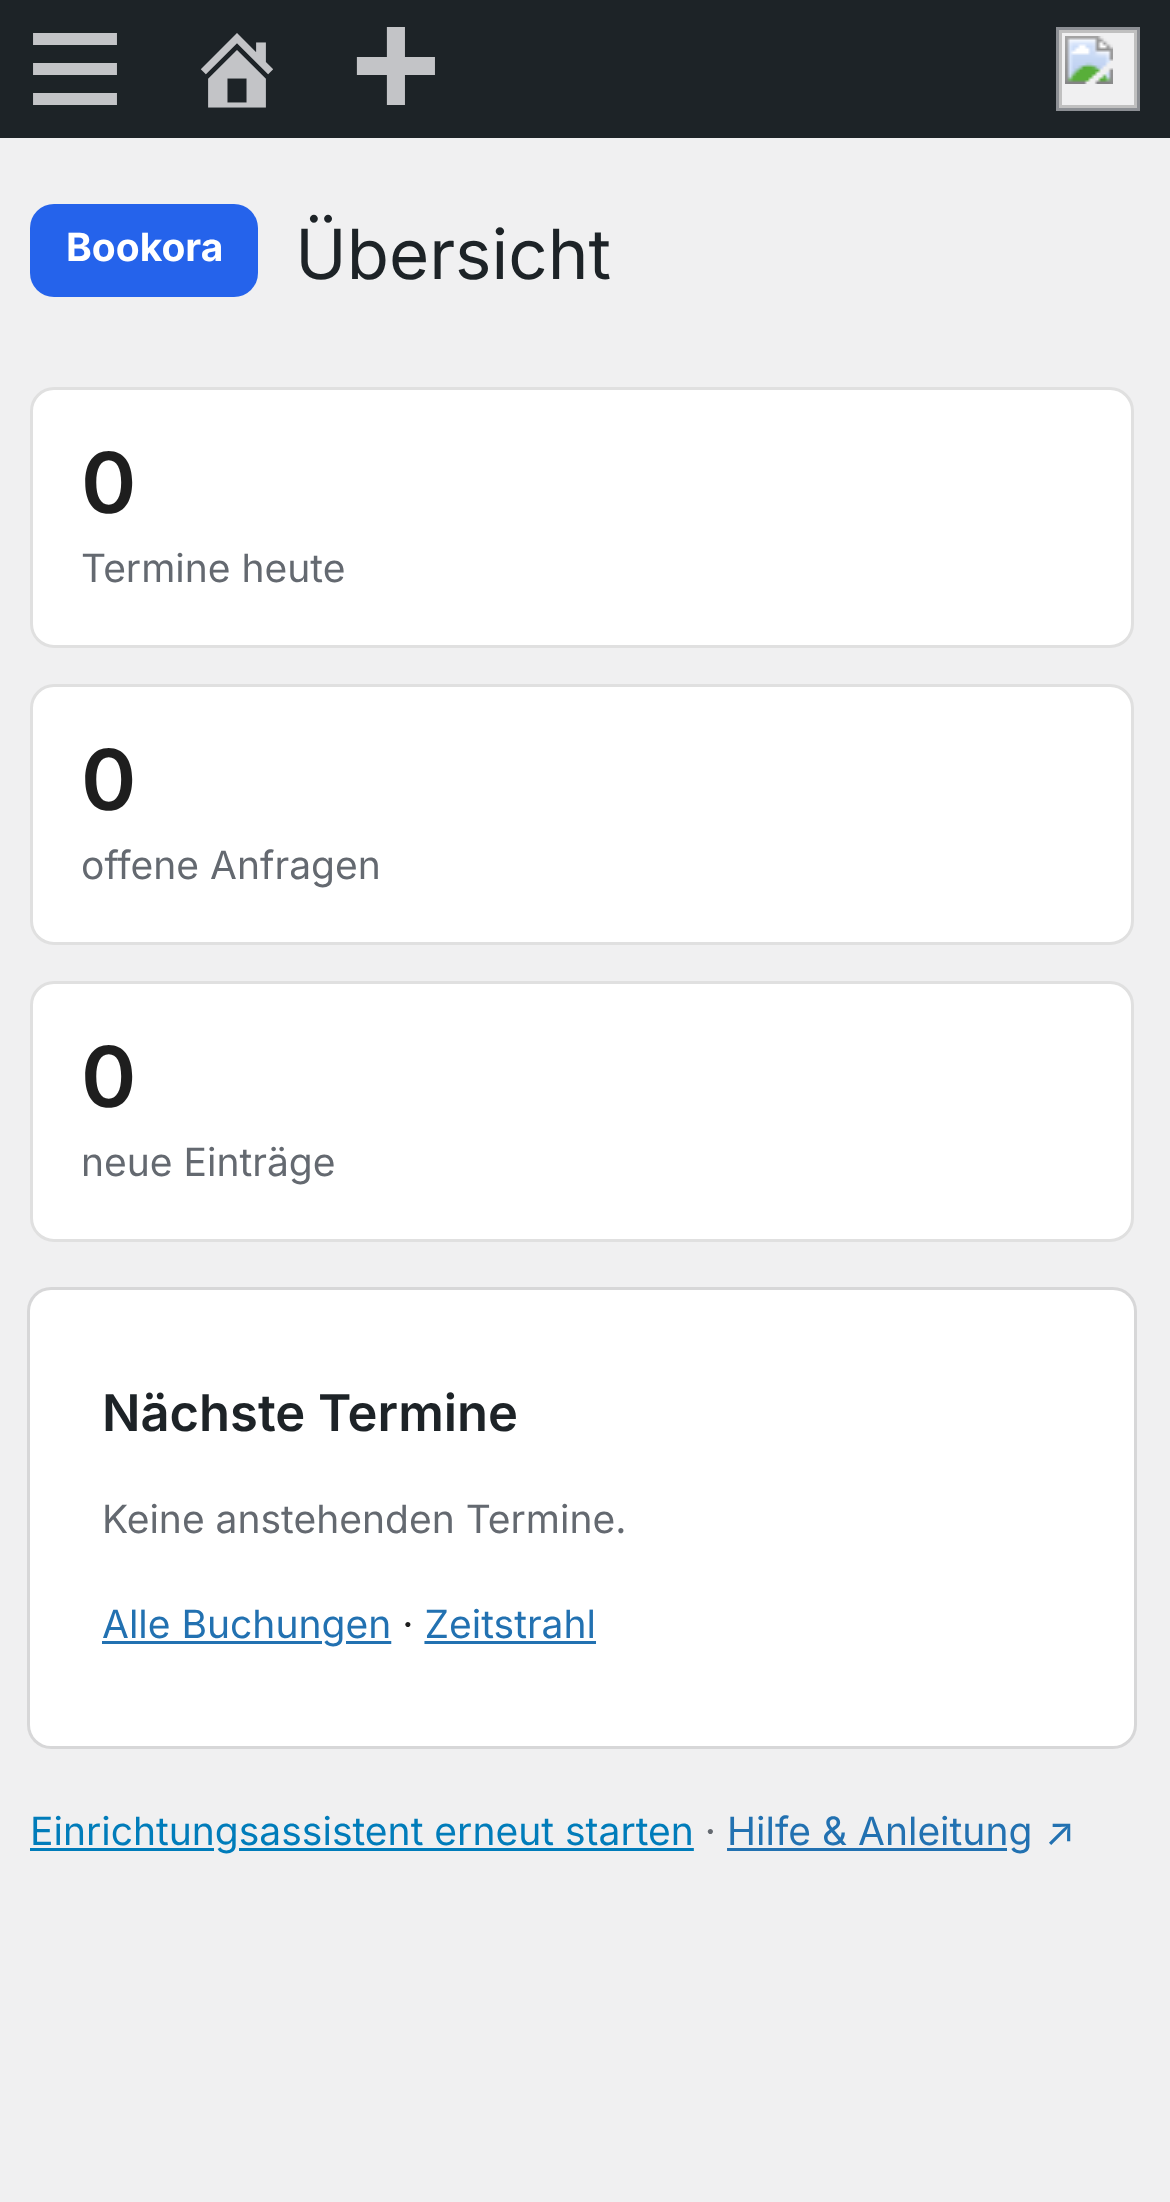 Bookora
Übersicht
0
Termine heute
0
offene Anfragen
0
neue Einträge
Nächste Termine
Keine anstehenden Termine.
Alle Buchungen · Zeitstrahl
Einrichtungsassistent erneut starten · Hilfe & Anleitung ↗